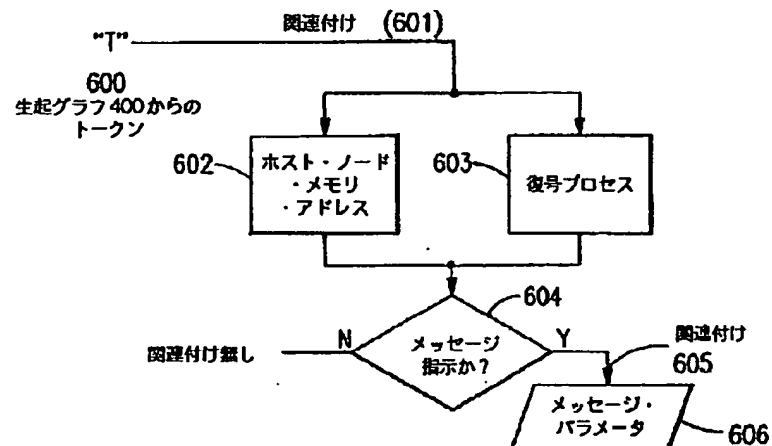 関連付け (601)
"T"
600
生起グラフ400からの
トークン
602
ホスト・ノード
・メモリ
・アドレス
603
復号プロセス
604
関連付け無し
N
メッセージ
指示か?
Y
関連付け
605
メッセージ・
パラメータ
606